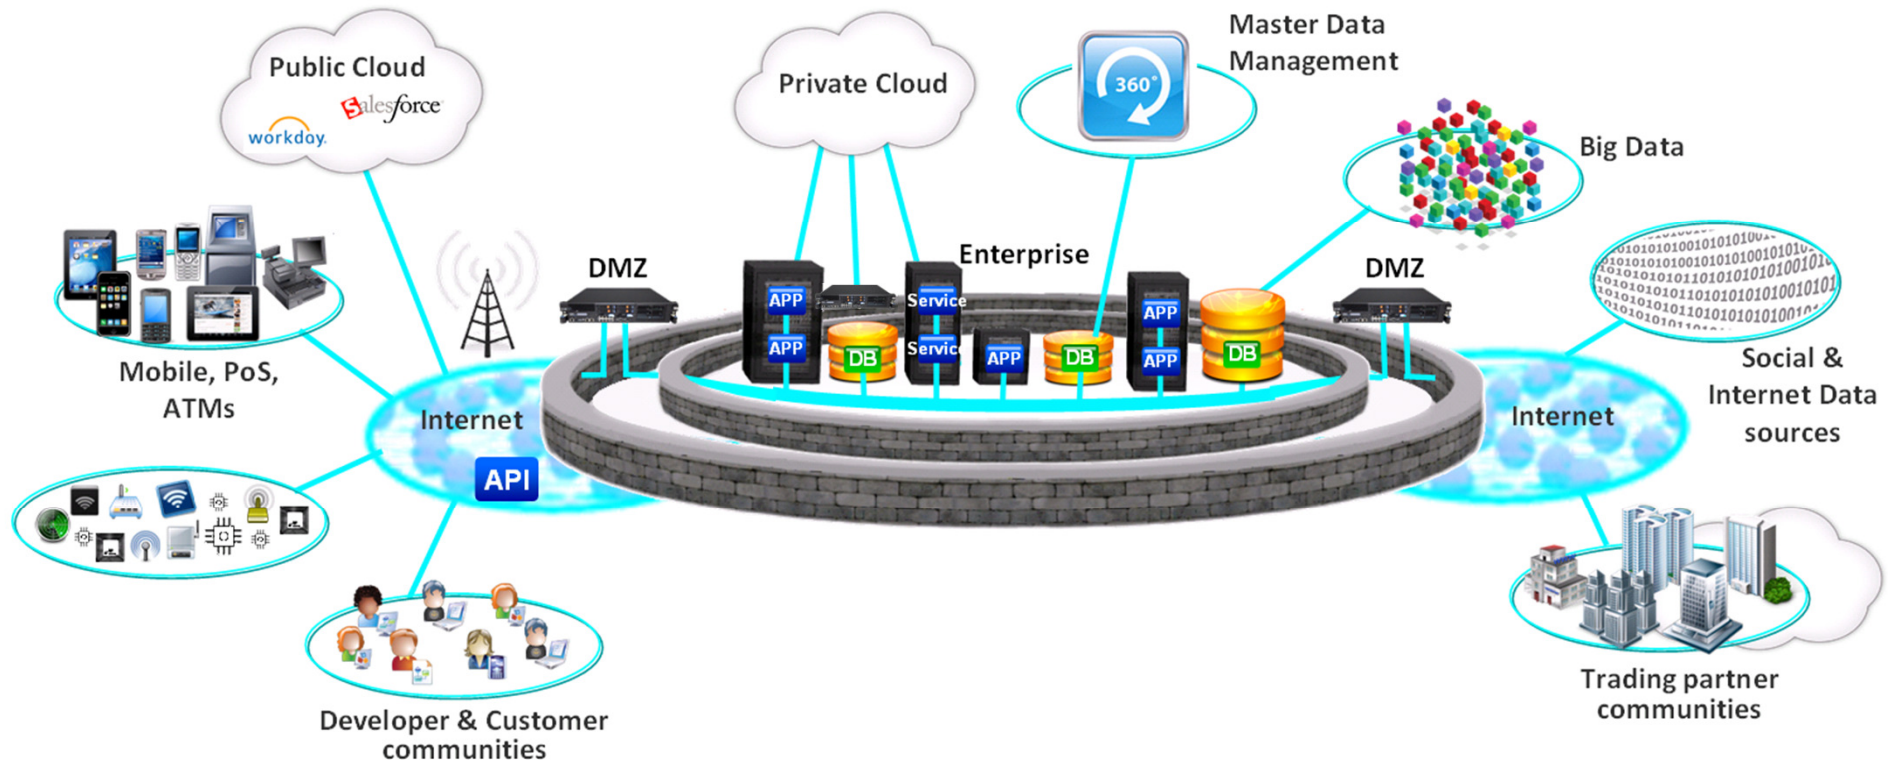 Public Cloud
salesforce
workday.
Private Cloud
360°
Master Data
Management
Big Data
Mobile, PoS,
ATMs
DMZ
Enterprise
DMZ
APP
APP
DB
Service
Service
APP
DB
APP
APP
DB
Internet
API
Internet
Social &
Internet Data
sources
Developer & Customer
communities
Trading partner
communities